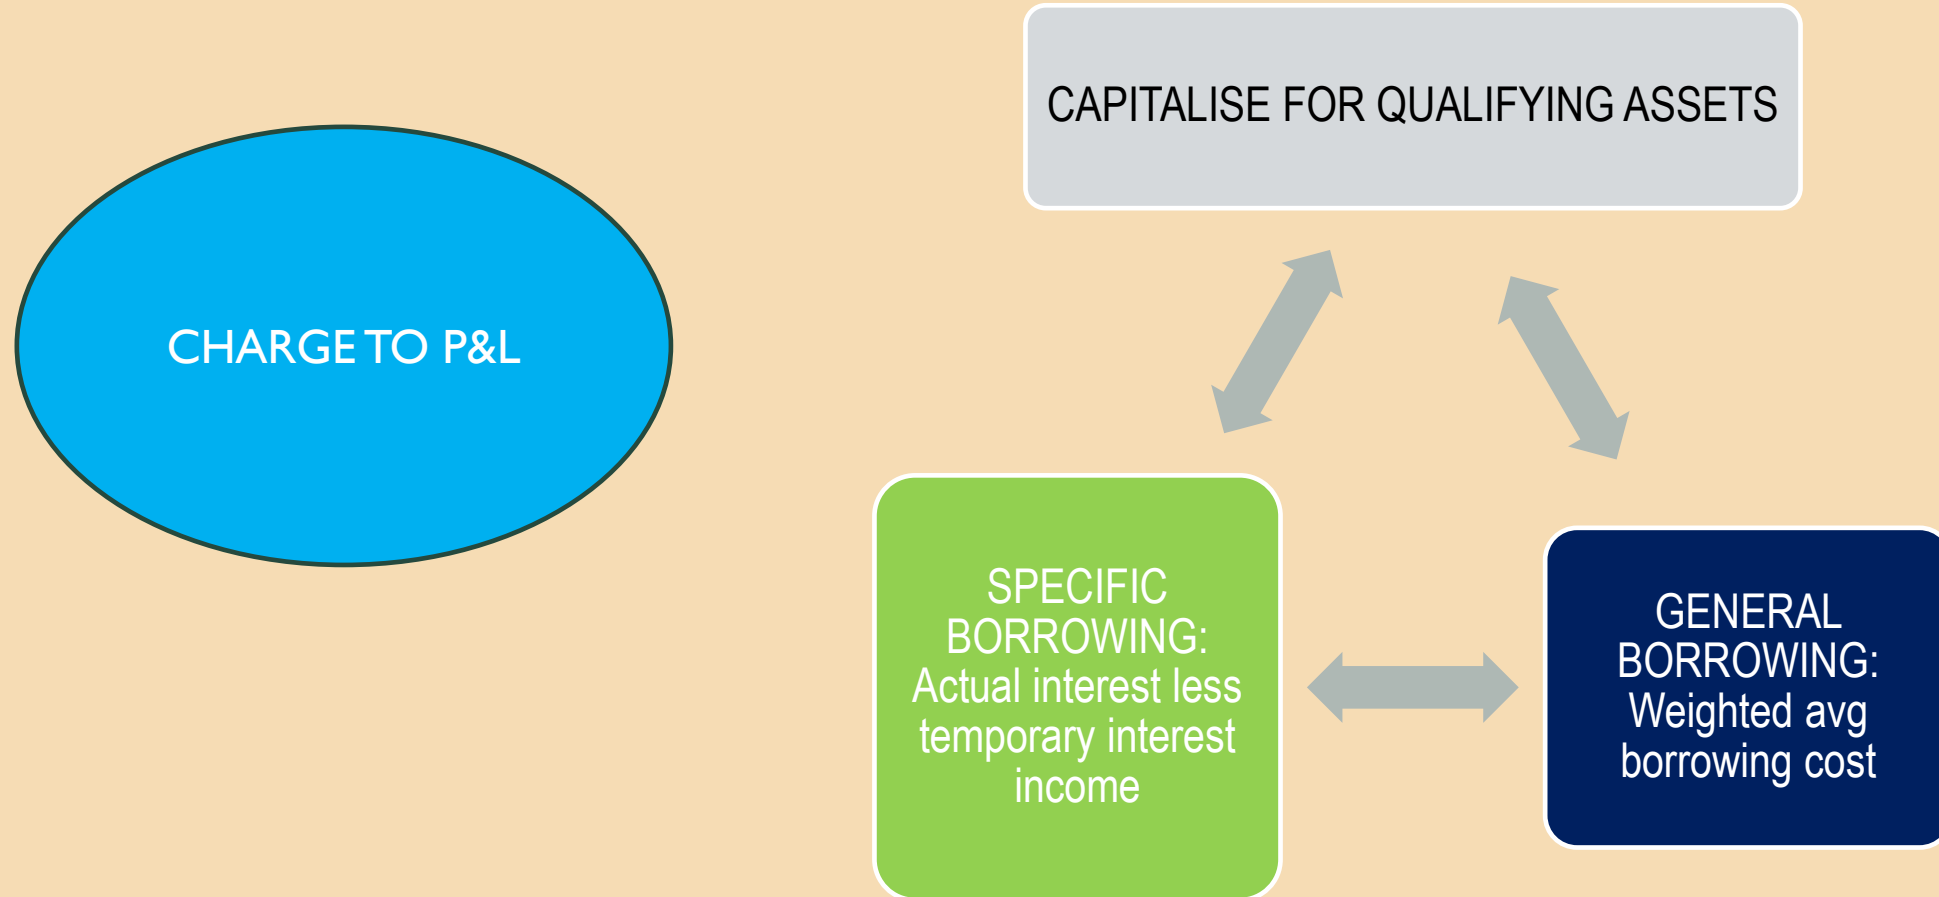 CAPITALISE FOR QUALIFYING ASSETS
CHARGE TO P&L
SPECIFIC
BORROWING:
Actual interest less
temporary interest
income
GENERAL
BORROWING:
Weighted avg
borrowing cost